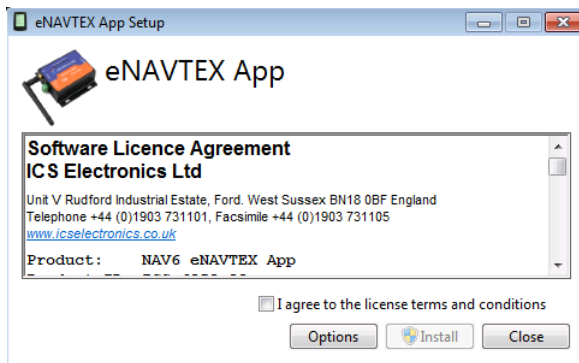 eNAVTEX App Setup
eNAVTEX App
Software Licence Agreement
ICS Electronics Ltd
Unit V Rudford Industrial Estate, Ford. West Sussex BN18 0BF England
Telephone +44 (0)1903 731101, Facsimile +44 (0)1903 731105
www.icselectronics.co.uk
Product: NAV6 eNAVTEX App
I agree to the license terms and conditions
Options Install Close